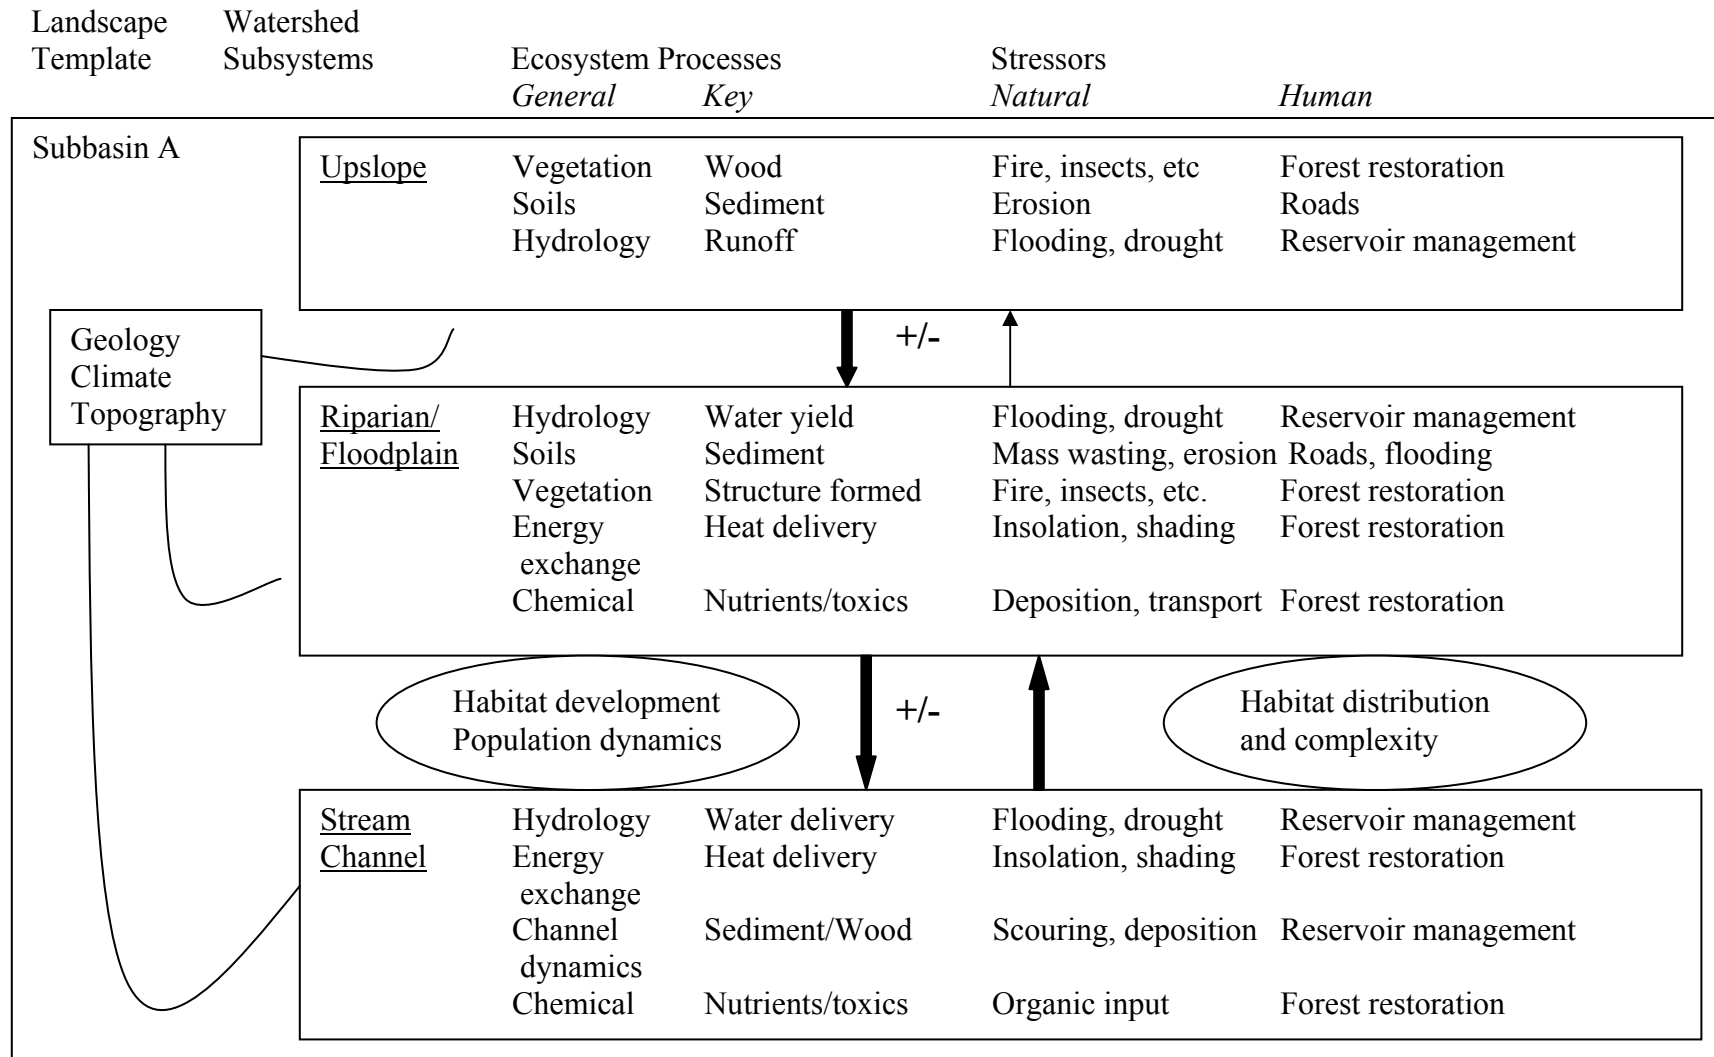 Landscape Watershed
Template Subsystems Ecosystem Processes Stressors
General Key Natural Human
Subbasin A
Upslope Vegetation Wood Fire, insects, etc Forest restoration
Soils Sediment Erosion Roads
Hydrology Runoff Flooding, drought Reservoir management
+/-
Geology
Climate
Topography
Riparian/ Hydrology Water yield Flooding, drought Reservoir management
Floodplain Soils Sediment Mass wasting, erosion Roads, flooding
Vegetation Structure formed Fire, insects, etc. Forest restoration
Energy Heat delivery Insolation, shading Forest restoration
exchange
Chemical Nutrients/toxics Deposition, transport Forest restoration
Habitat development
Population dynamics
+/-
Habitat distribution
and complexity
Stream Hydrology Water delivery Flooding, drought Reservoir management
Channel Energy Heat delivery Insolation, shading Forest restoration
exchange
Channel Sediment/Wood Scouring, deposition Reservoir management
dynamics
Chemical Nutrients/toxics Organic input Forest restoration